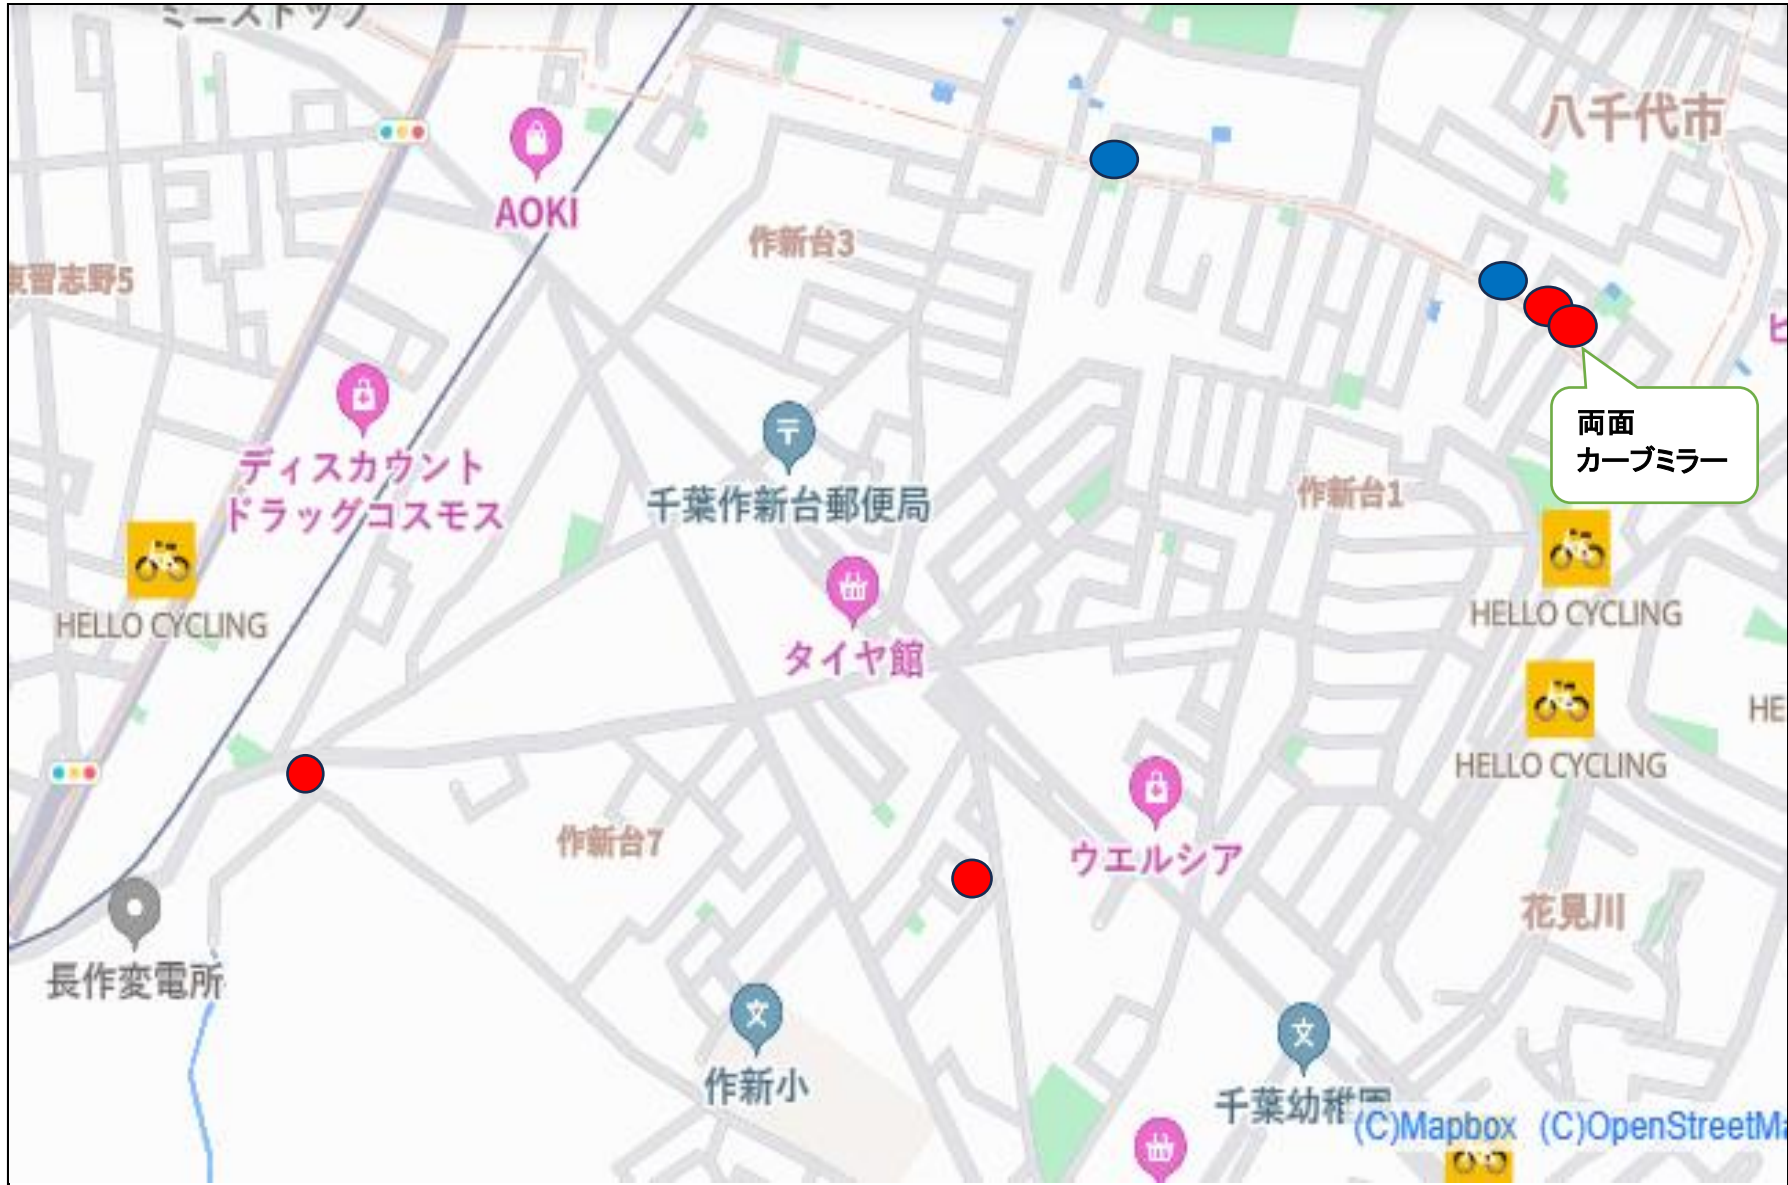 ミニストップ
八千代市
AOKI
作新台3
東習志野5
両面
カーブミラー
ディスカウント
ドラッグコスモス
千葉作新台郵便局
作新台1
HELLO CYCLING
HELLO CYCLING
タイヤ館
HE
HELLO CYCLING
作新台7
ウエルシア
花見川
長作変電所
作新小
千葉幼稚園
(C)Mapbox (C)OpenStreetMa